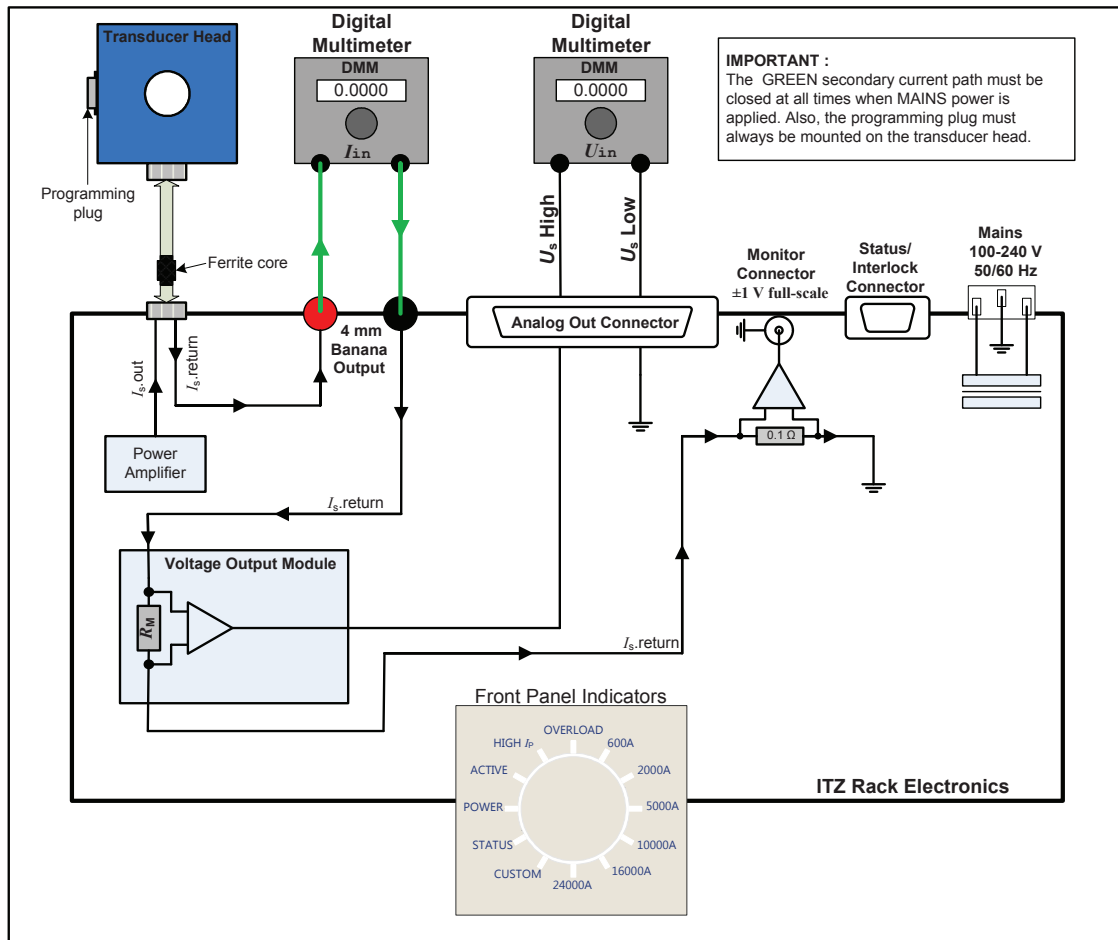 Transducer Head
Programming
plug
Ferrite core
Digital
Multimeter
DMM
0.0000
Iin
Digital
Multimeter
DMM
0.0000
Uin
IMPORTANT :
The GREEN secondary current path must be
closed at all times when MAINS power is
applied. Also, the programming plug must
always be mounted on the transducer head.
Us High
Us Low
Monitor
Connector
±1 V full-scale
Status/
Interlock
Connector
Mains
100-240 V
50/60 Hz
Analog Out Connector
4 mm
Banana
Output
Is.out
Is.return
Power
Amplifier
0.1 Ω
Is.return
Voltage Output Module
RM
Is.return
Front Panel Indicators
OVERLOAD
HIGH IP
600A
ACTIVE
2000A
POWER
5000A
STATUS
10000A
CUSTOM
16000A
24000A
ITZ Rack Electronics